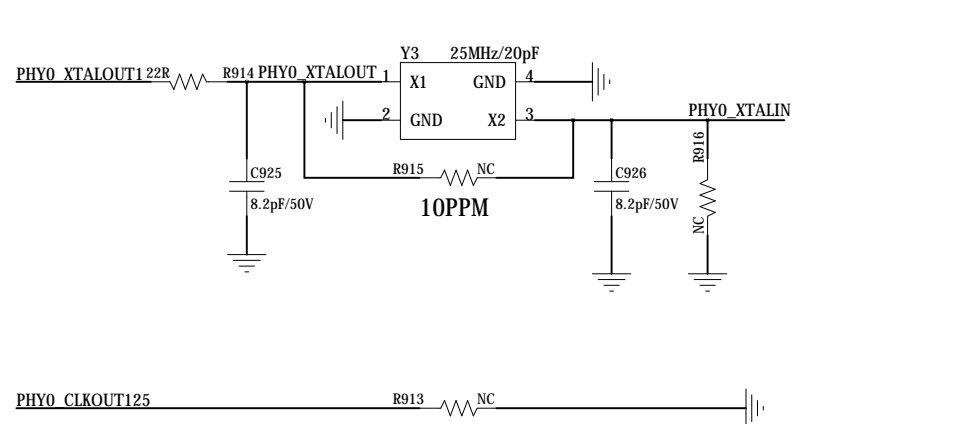 Y3 25MHz/20pF
PHY0_XTALOUT1 22R R914 PHY0_XTALOUT 1 X1 GND 4
2 GND X2 3 PHY0_XTALIN
R916
C925 R915 NC C926
8.2pF/50V 10PPM 8.2pF/50V NC
PHY0_CLKOUT125 R913 NC